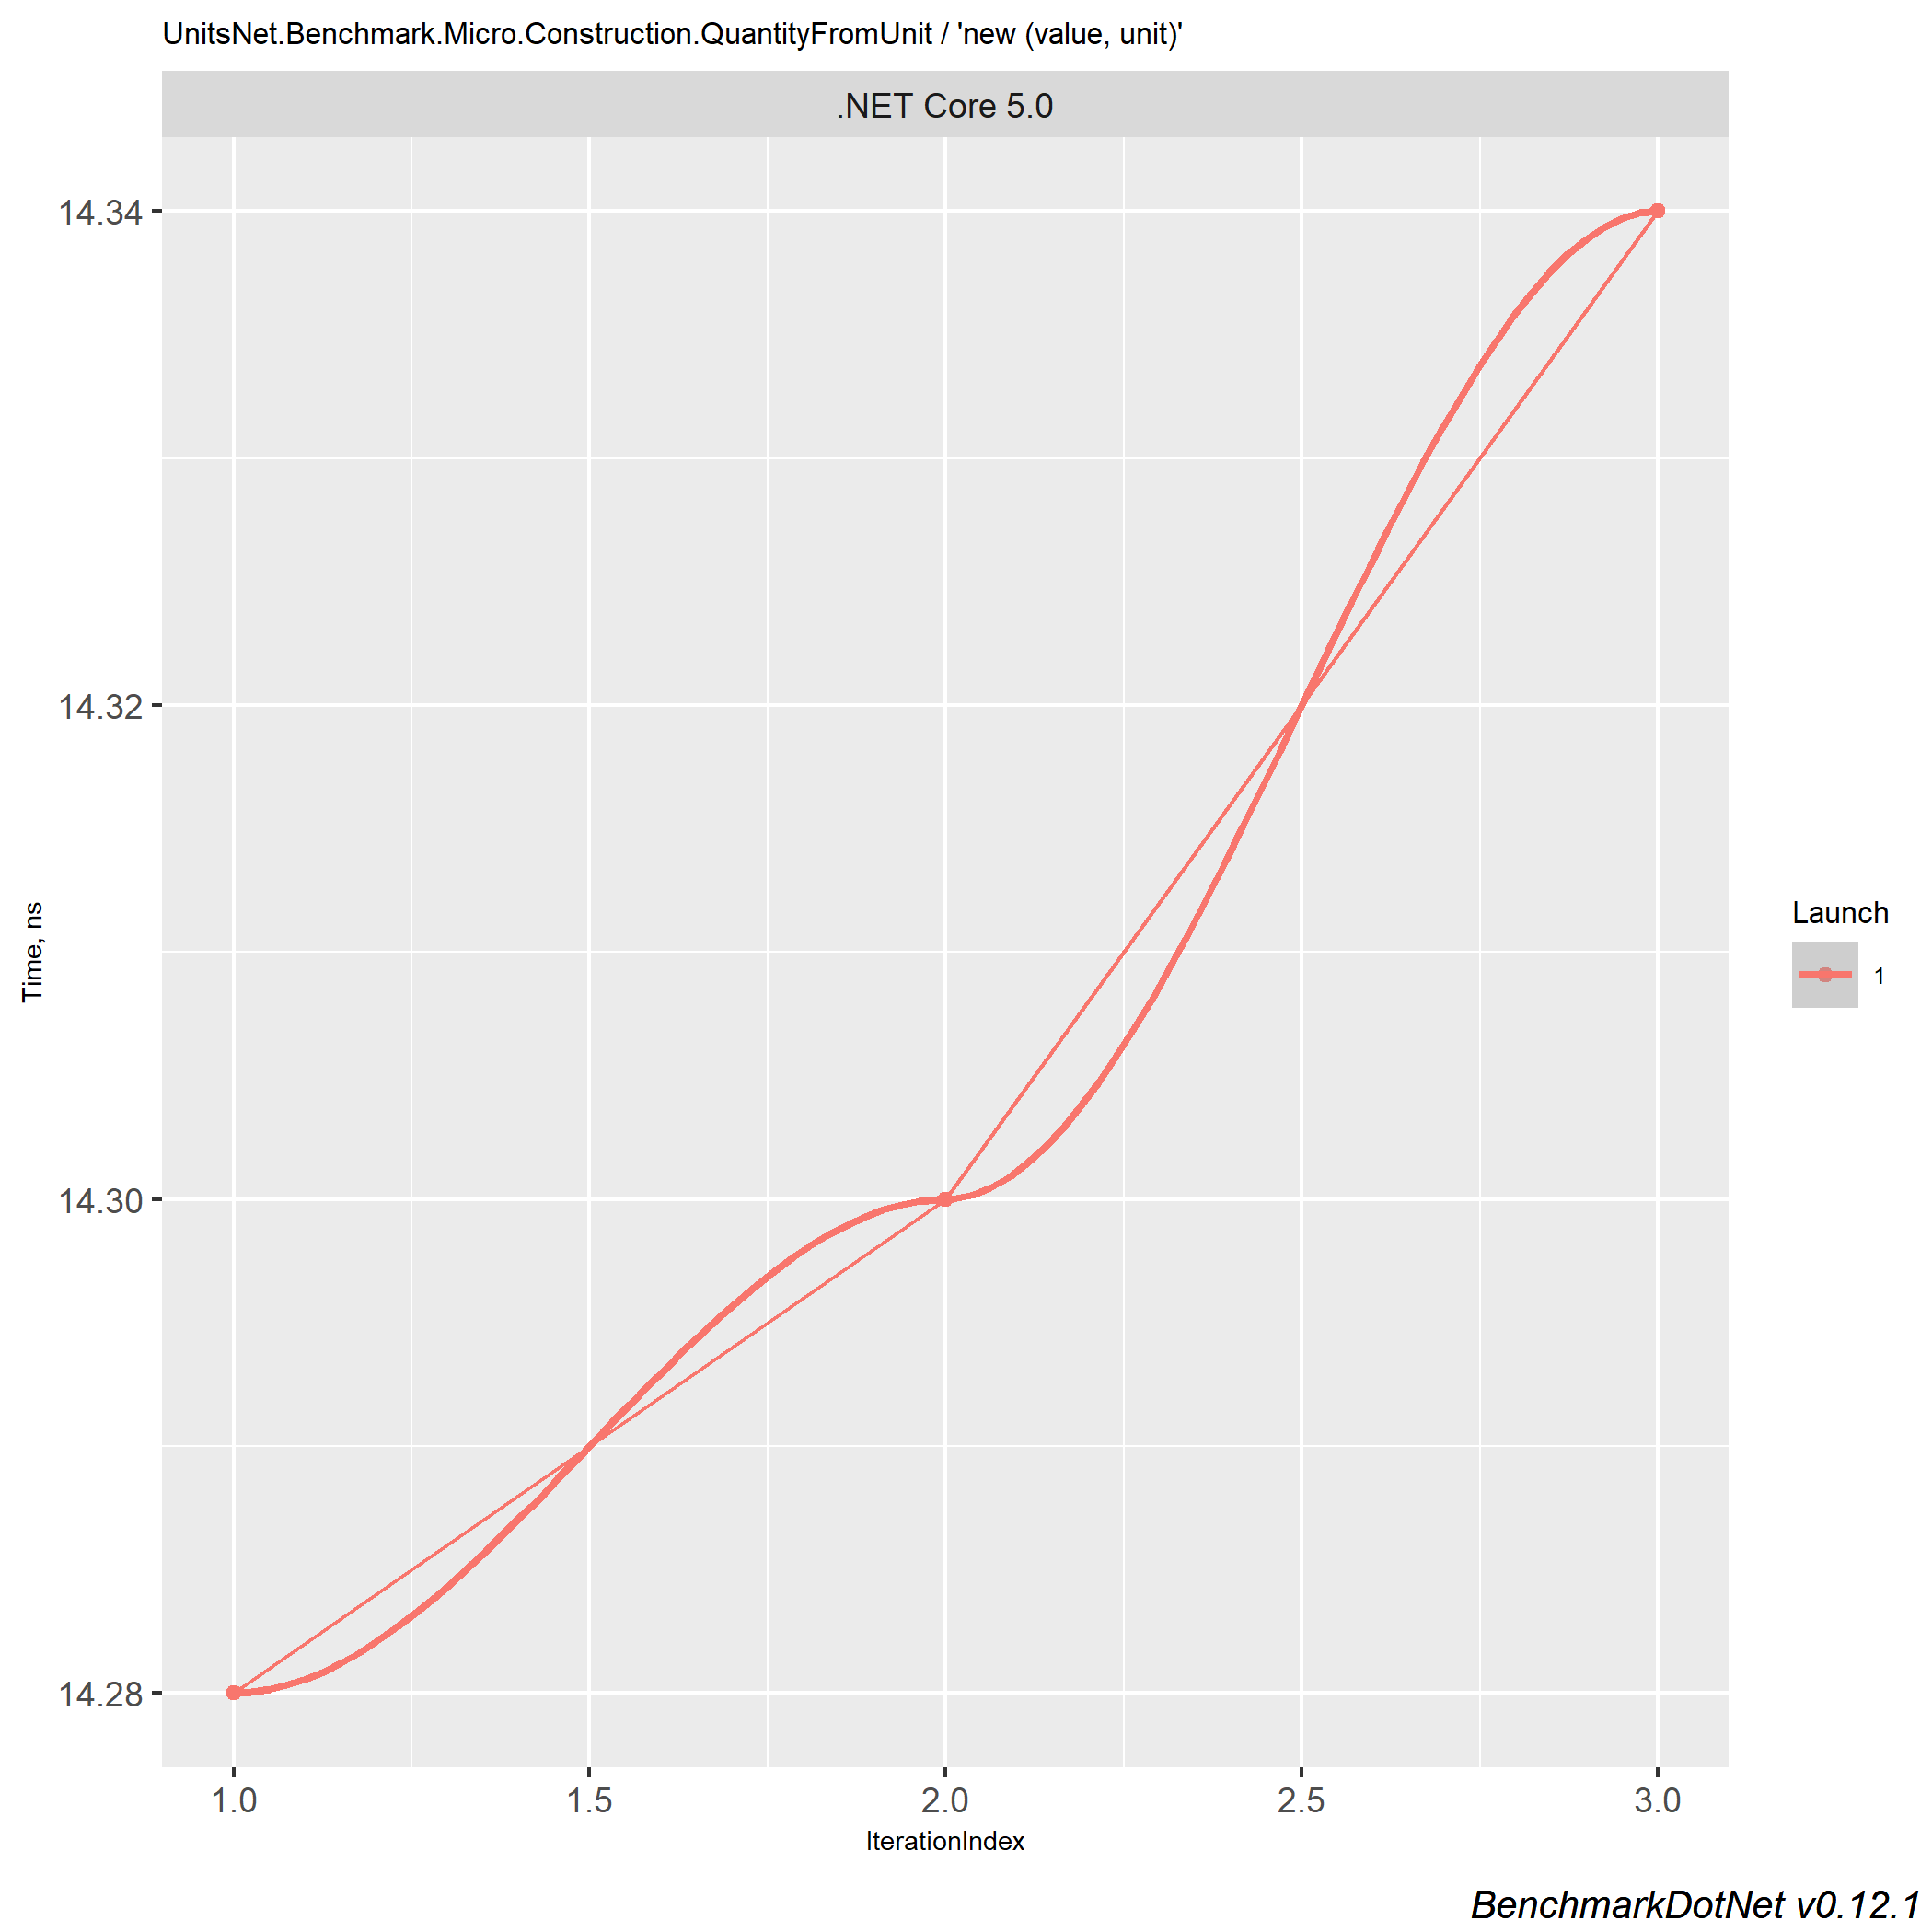 UnitsNet.Benchmark.Micro.Construction.QuantityFromUnit / 'new (value, unit)'
.NET Core 5.0
14.34
14.32
14.30
14.28
Time, ns
1.0 1.5 2.0 2.5 3.0
IterationIndex
Launch
1
BenchmarkDotNet v0.12.1